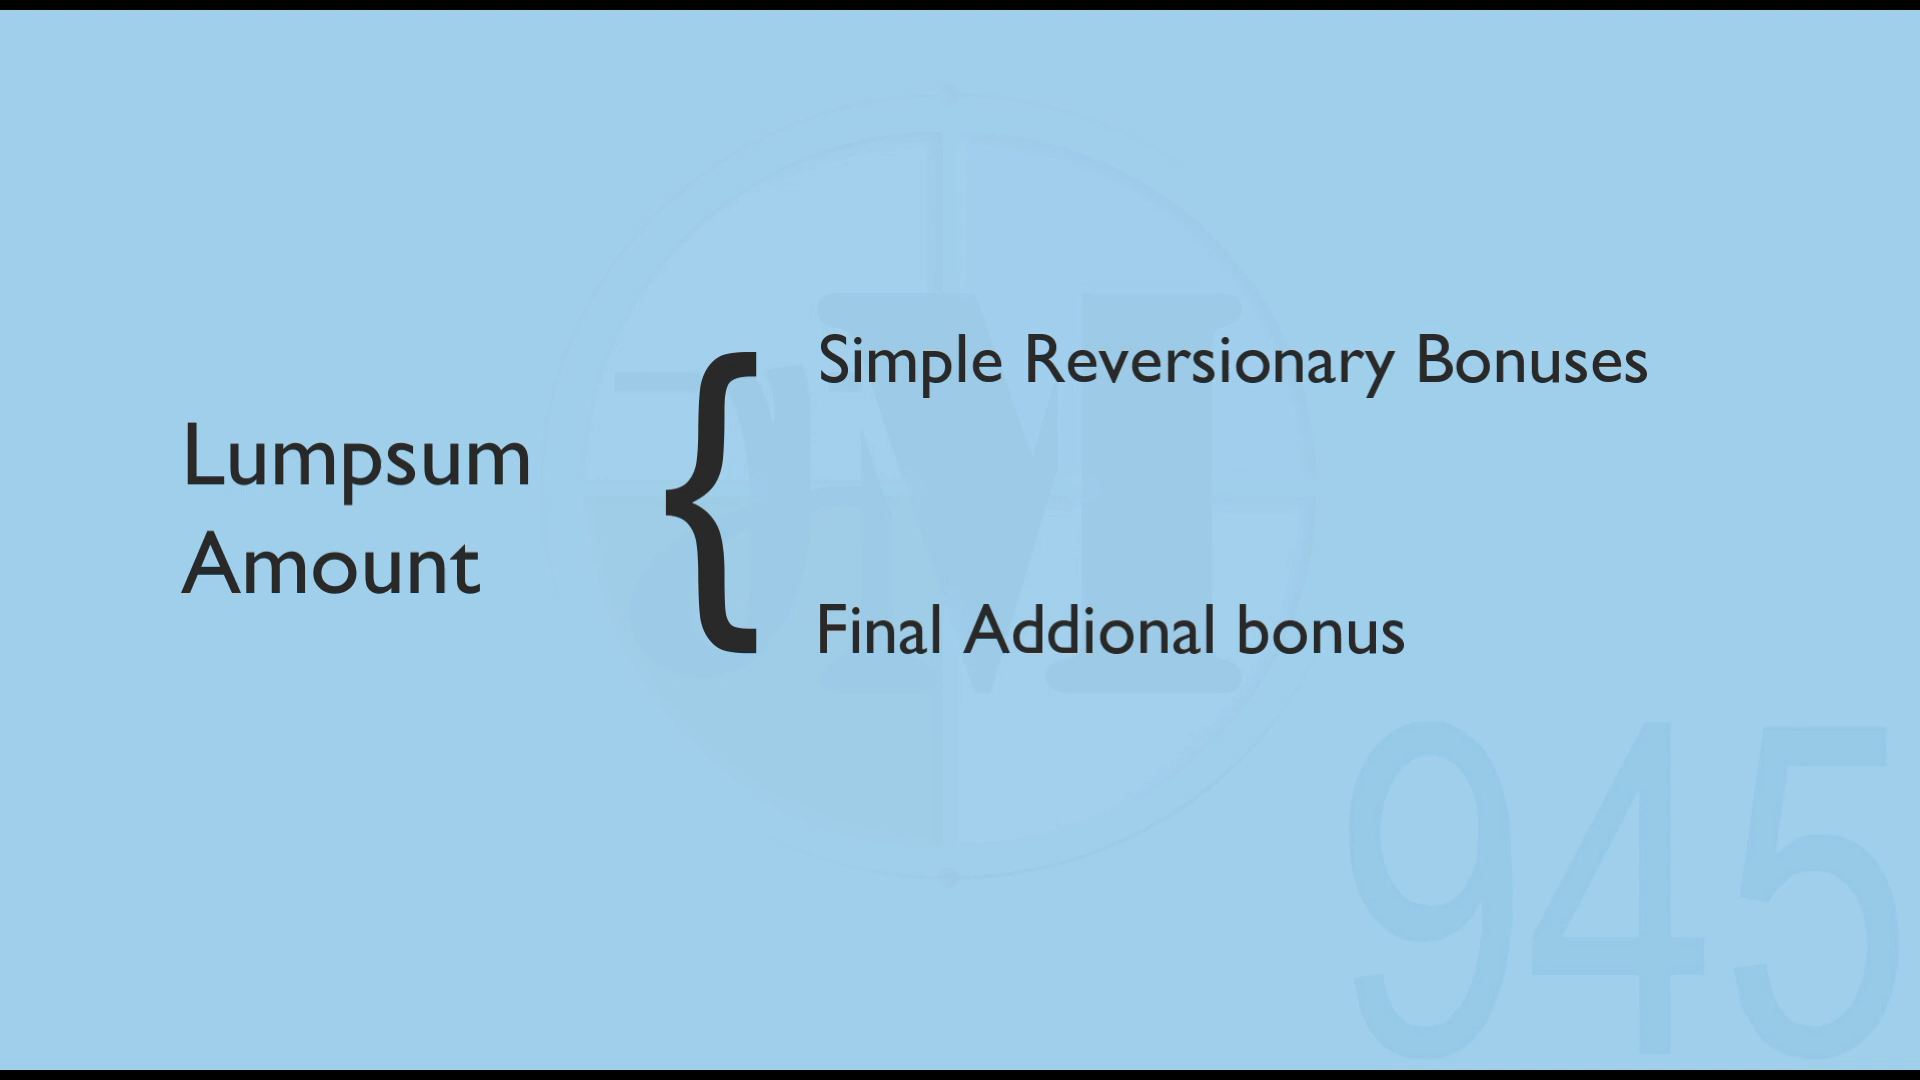 Lumpsum
Amount
{
Simple Reversionary Bonuses
Final Addional bonus
945